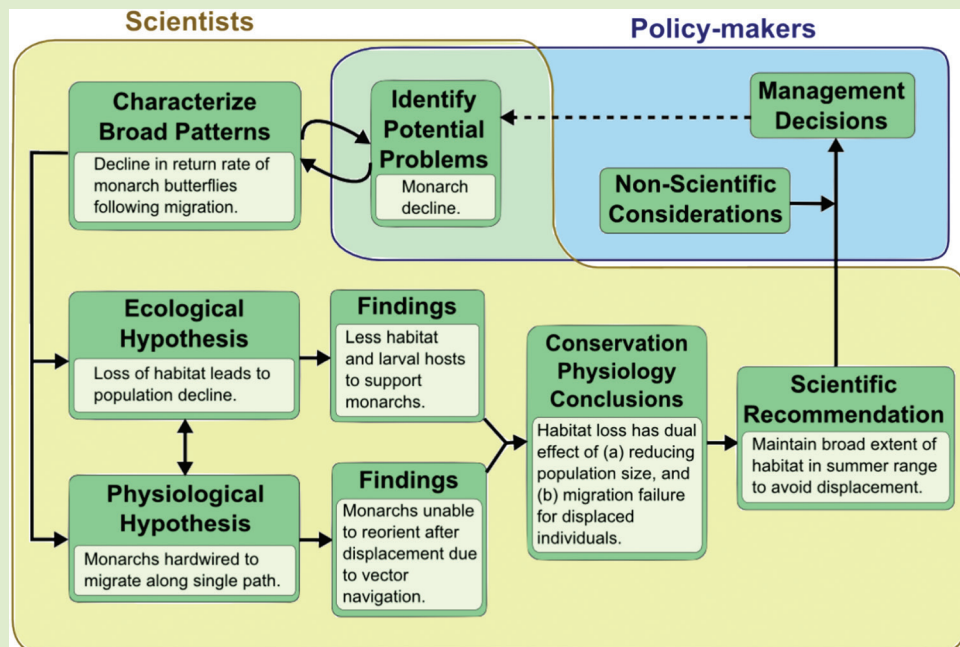 Scientists
Policy-makers
Characterize
Broad Patterns
Decline in return rate of
monarch butterflies
following migration.
Identify
Potential
Problems
Monarch
decline.
Management
Decisions
Non-Scientific
Considerations
Ecological
Hypothesis
Loss of habitat leads to
population decline.
Findings
Less habitat
and larval hosts
to support
monarchs.
Physiological
Hypothesis
Monarchs hardwired to
migrate along single path.
Findings
Monarchs unable
to reorient after
displacement due
to vector
navigation.
Conservation
Physiology
Conclusions
Habitat loss has dual
effect of (a) reducing
population size, and
(b) migration failure
for displaced
individuals.
Scientific
Recommendation
Maintain broad extent of
habitat in summer range
to avoid displacement.